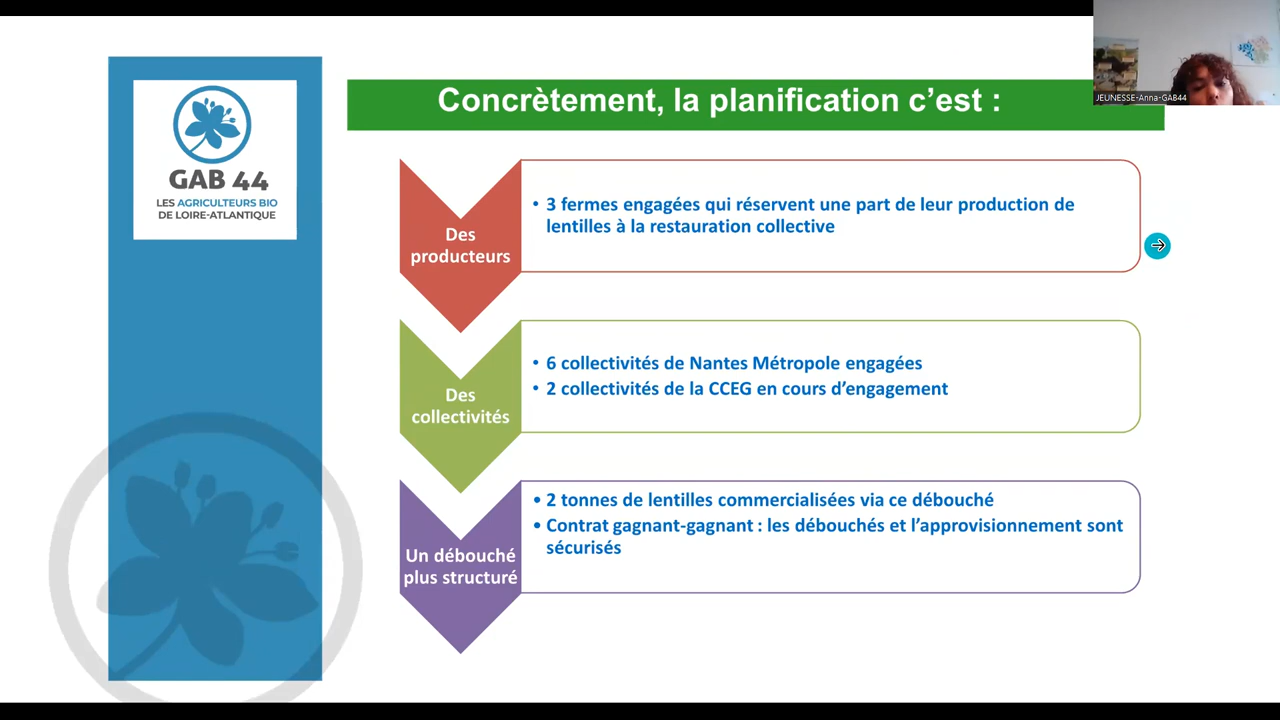 JEUNESSE-Anna-GAB44
Concrètement, la planification c’est :
GAB 44
LES AGRICULTEURS BIO
DE LOIRE-ATLANTIQUE
Des
producteurs
• 3 fermes engagées qui réservent une part de leur production de
lentilles à la restauration collective
Des
collectivités
• 6 collectivités de Nantes Métropole engagées
• 2 collectivités de la CCEG en cours d’engagement
Un débouché
plus structuré
• 2 tonnes de lentilles commercialisées via ce débouché
• Contrat gagnant-gagnant : les débouchés et l’approvisionnement sont
sécurisés